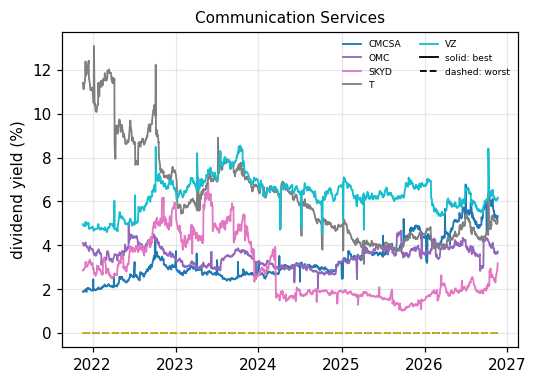 Communication Services
dividend yield (%)
12
10
8
6
4
2
0
2022 2023 2024 2025 2026 2027
CMCSA
OMC
SKYD
T
VZ
solid: best
dashed: worst